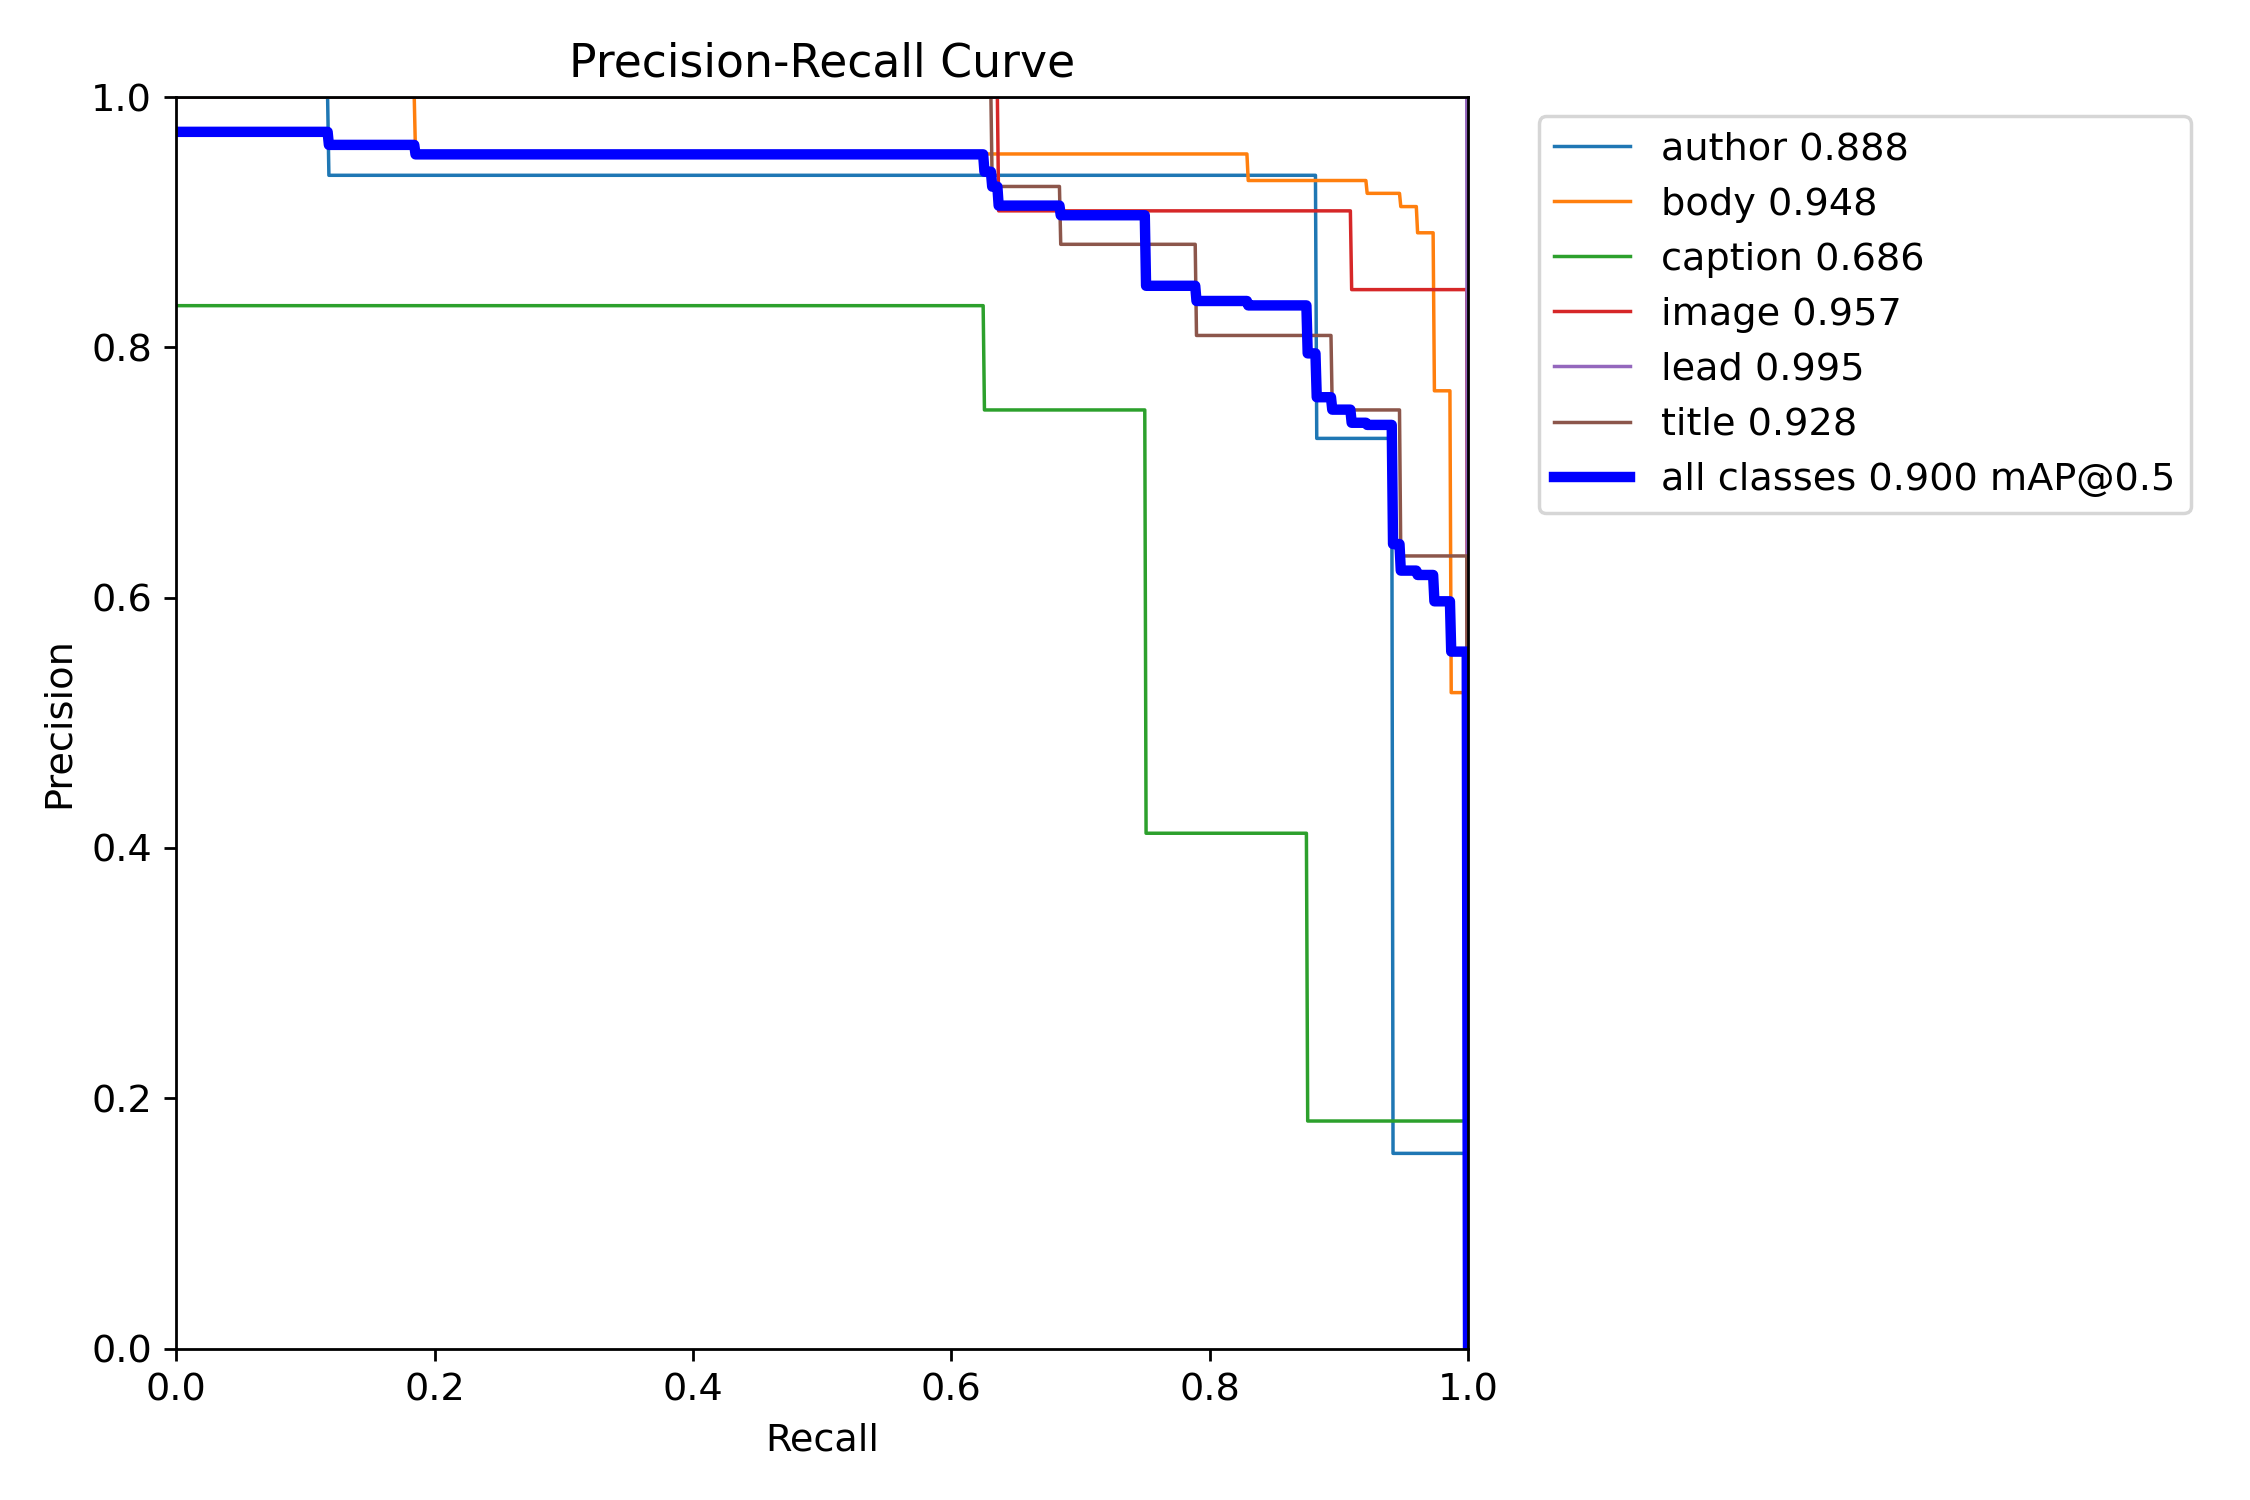 Precision-Recall Curve
1.0
0.8
0.6
0.4
0.2
0.0
Precision
0.0 0.2 0.4 0.6 0.8 1.0
Recall
author 0.888
body 0.948
caption 0.686
image 0.957
lead 0.995
title 0.928
all classes 0.900 mAP@0.5